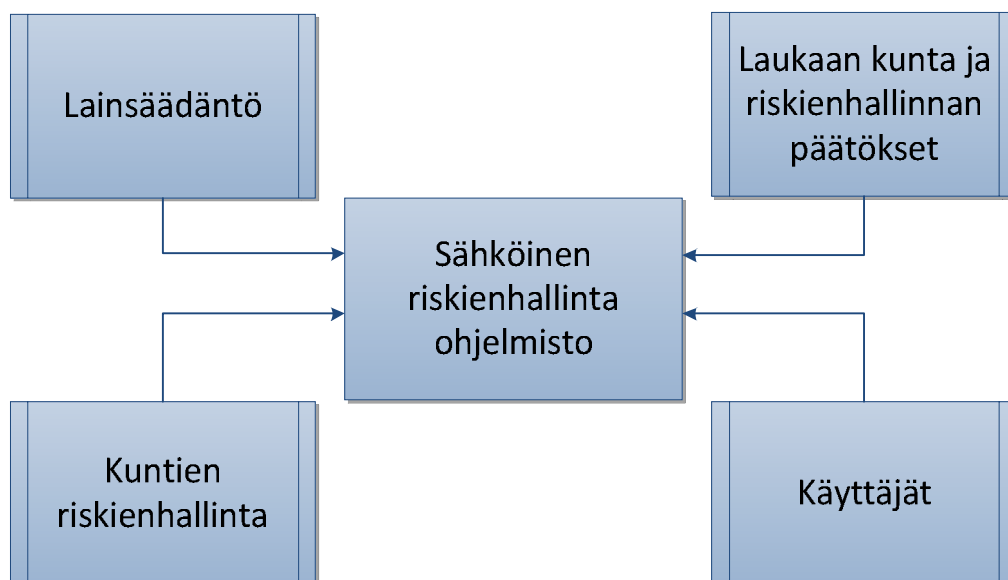 Lainsäädäntö
Laukaan kunta ja
riskienhallinnan
päätökset
Sähköinen
riskienhallinta
ohjelmisto
Kuntien
riskienhallinta
Käyttäjät